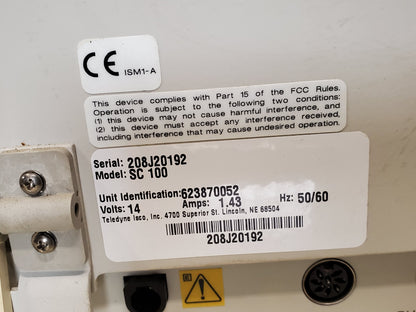 CE ISM1-A
This device complies with Part 15 of the FCC Rules.
Operation is subject to the following two conditions:
(1) this device may not cause harmful interference, and
(2) this device must accept any interference received,
including interference that may cause undesired operation.
Serial: 208J20192
Model: SC 100
Unit Identification:623870052
Volts: 14 Amps: 1.43 Hz: 50/60
Teledyne Isco, Inc. 4700 Superior St. Lincoln, NE 68504
208J20192